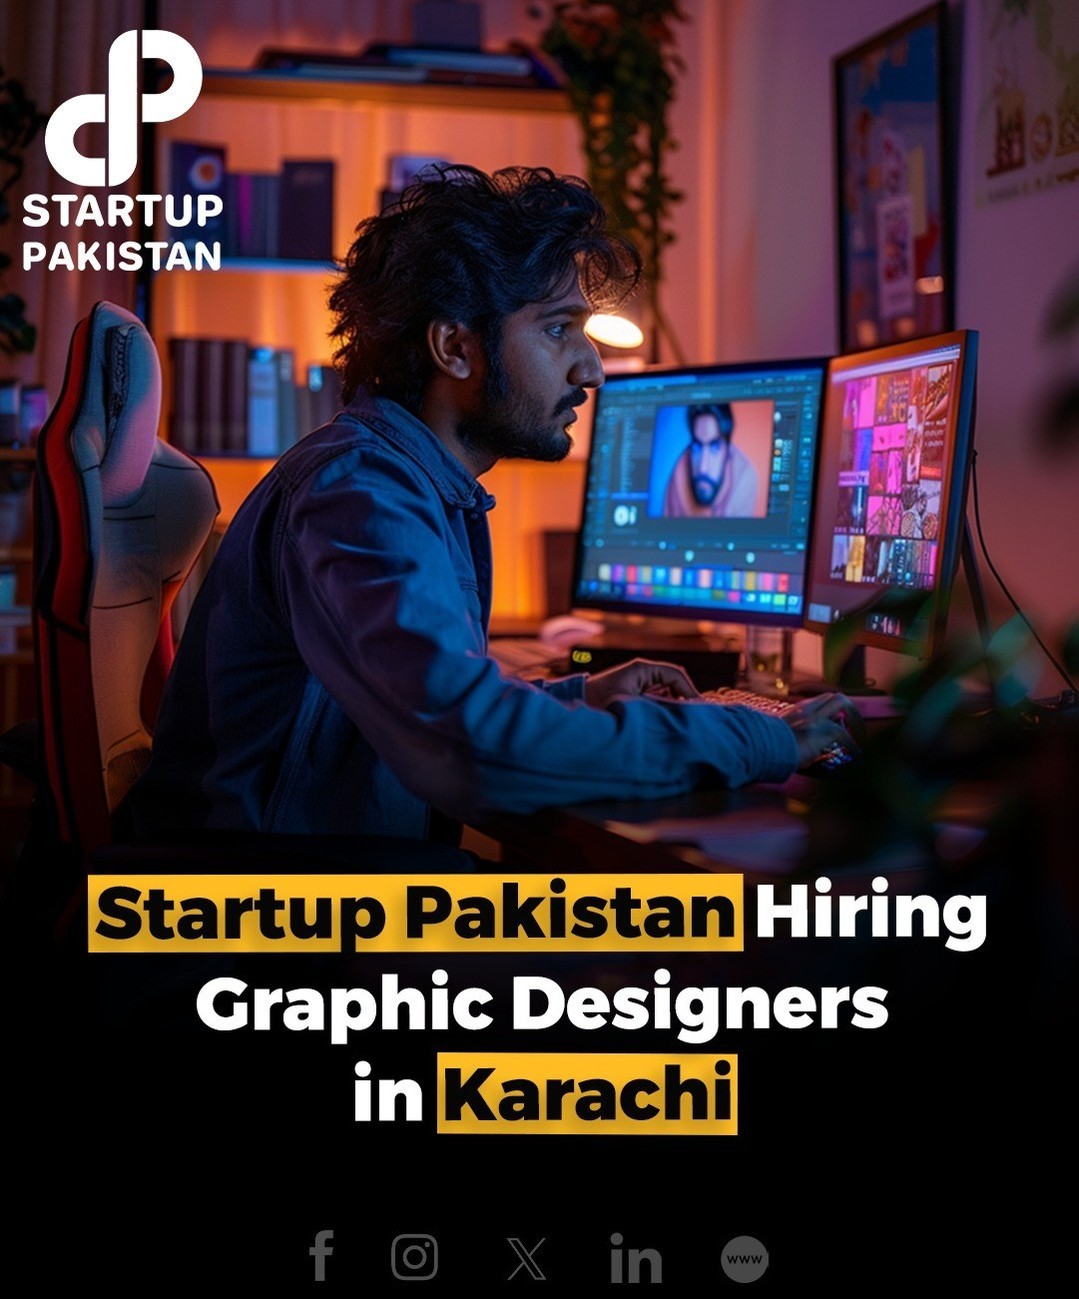 STARTUP
PAKISTAN
Startup Pakistan Hiring
Graphic Designers
in Karachi
www